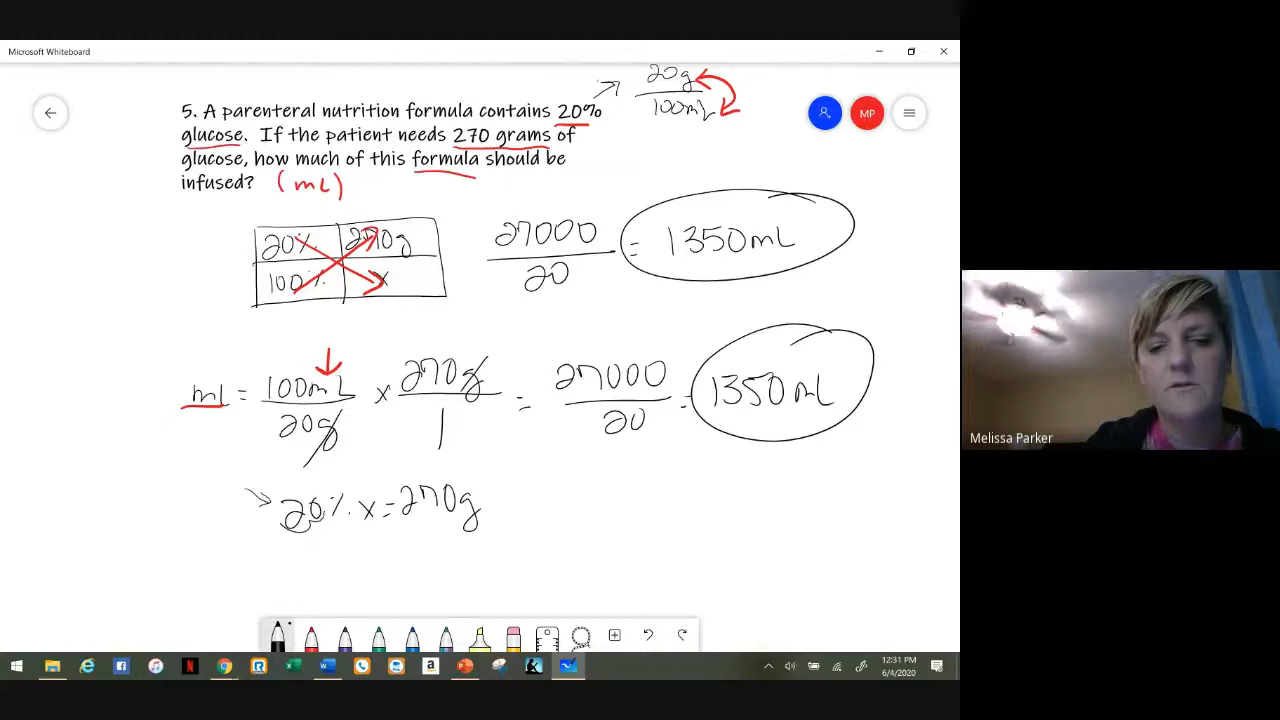 Microsoft Whiteboard
20g
100mL
5. A parenteral nutrition formula contains 20%
glucose. If the patient needs 270 grams of
glucose, how much of this formula should be
infused? (mL)
MP
20% 270g
100% x
27000
20
= 1350mL
mL = 100mL x 270g = 27000 = 1350mL
20g 1 20
20% x = 270g
Melissa Parker
12:31 PM
6/4/2020